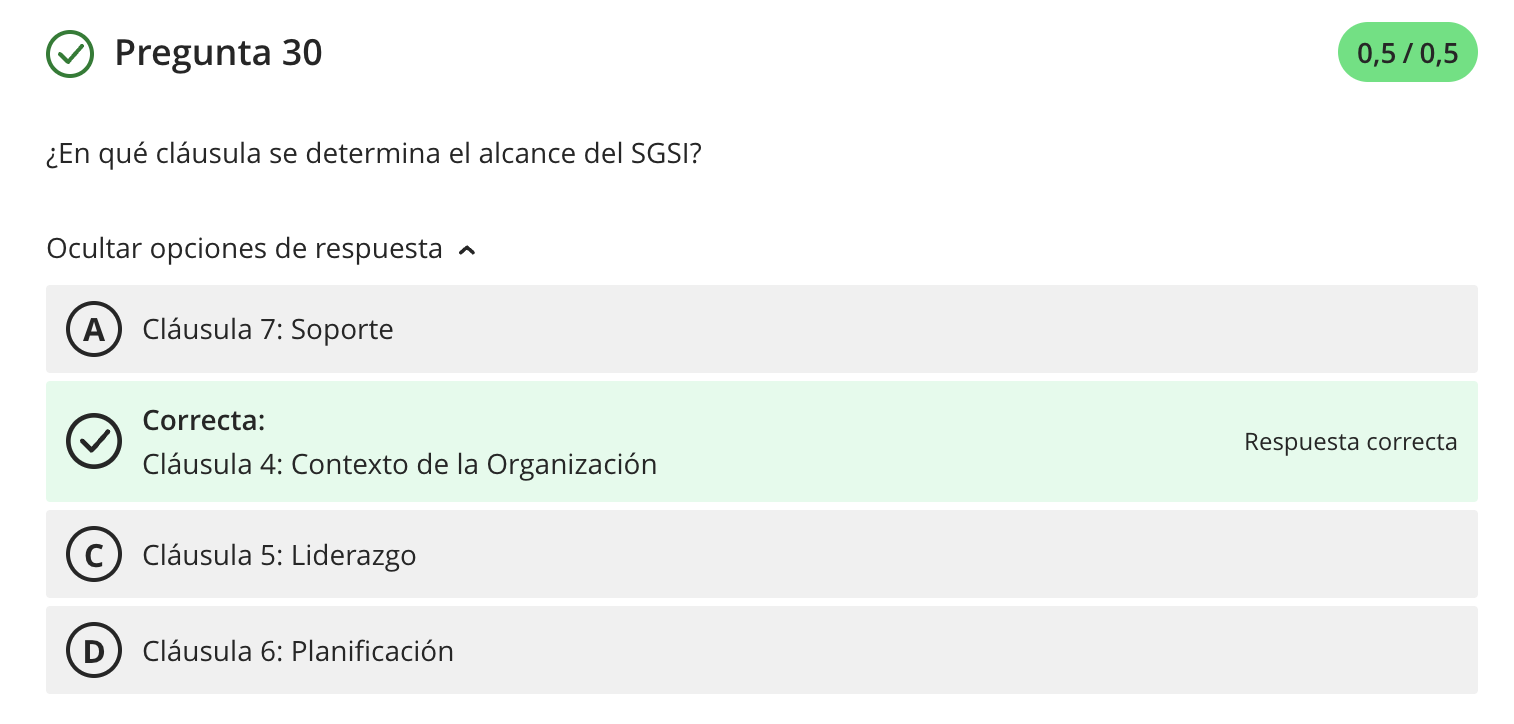 Pregunta 30
0,5 / 0,5
¿En qué cláusula se determina el alcance del SGSI?
Ocultar opciones de respuesta
A Cláusula 7: Soporte
Correcta:
Cláusula 4: Contexto de la Organización
Respuesta correcta
C Cláusula 5: Liderazgo
D Cláusula 6: Planificación